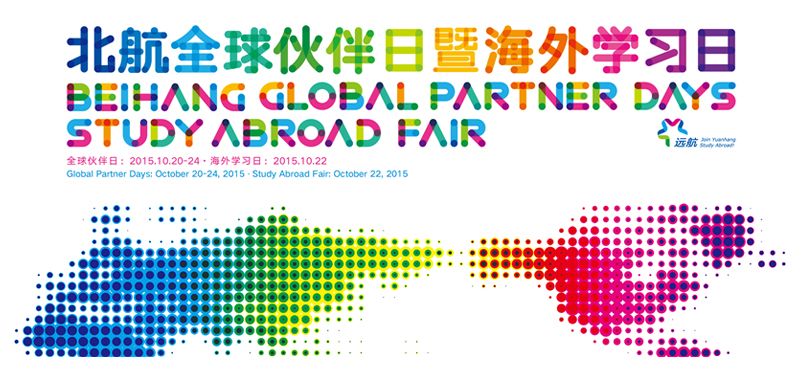 北航全球伙伴日暨海外学习日
BEIHANG GLOBAL PARTNER DAYS
STUDY ABROAD FAIR
远航 Join Yuanhang
Study Abroad!
全球伙伴日：2015.10.20-24・海外学习日：2015.10.22
Global Partner Days: October 20-24, 2015 · Study Abroad Fair: October 22, 2015